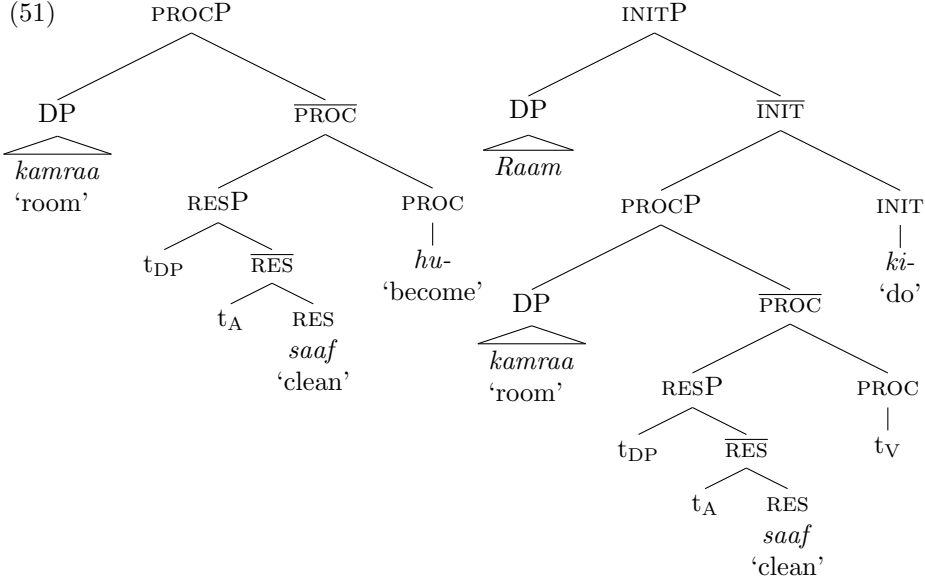 (51)
PROCP
DP
PROC
kamraa
‘room’
RESP
PROC
tDP
RES
hu-
‘become’
tA
RES
saaf
‘clean’
INITP
DP
INIT
Raam
PROCP
INIT
ki-
‘do’
DP
PROC
kamraa
‘room’
RESP
PROC
tDP
RES
tV
tA
RES
saaf
‘clean’